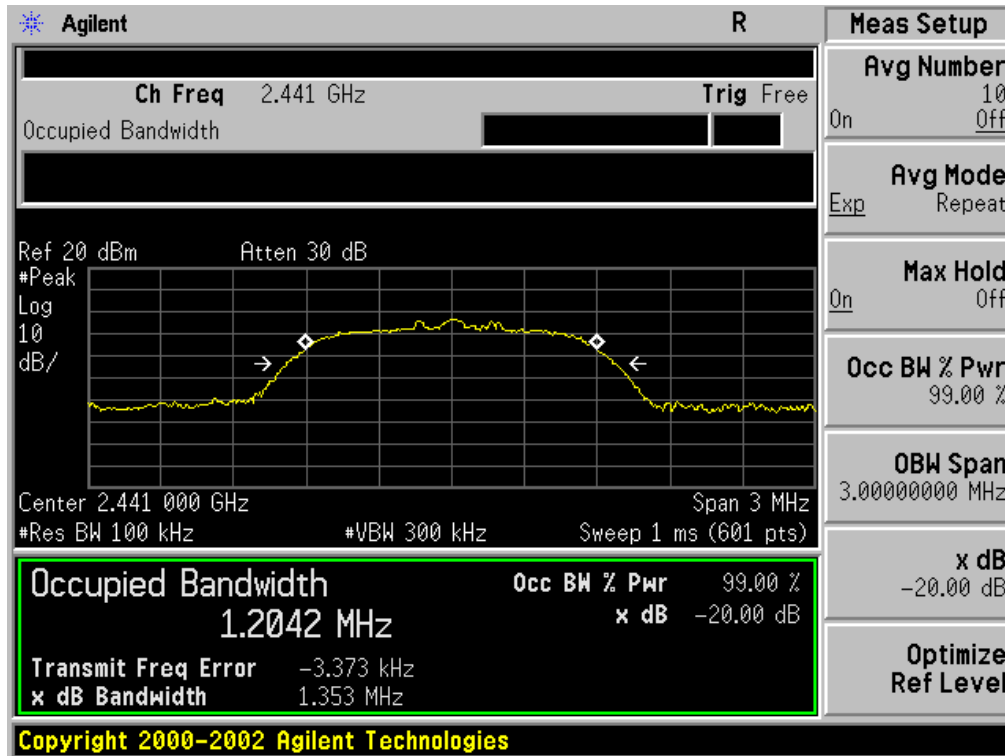 Agilent R Meas Setup
Ch Freq 2.441 GHz Trig Free
Occupied Bandwidth
Avg Number
10
On Off
Avg Mode
Exp Repeat
Max Hold
On Off
Occ BW % Pwr
99.00 %
OBW Span
3.00000000 MHz
x dB
-20.00 dB
Optimize
Ref Level
Ref 20 dBm Atten 30 dB
#Peak
Log
10
dB/
Center 2.441 000 GHz Span 3 MHz
#Res BW 100 kHz #VBW 300 kHz Sweep 1 ms (601 pts)
Occupied Bandwidth Occ BW % Pwr 99.00 %
1.2042 MHz x dB -20.00 dB
Transmit Freq Error -3.373 kHz
x dB Bandwidth 1.353 MHz
Copyright 2000-2002 Agilent Technologies